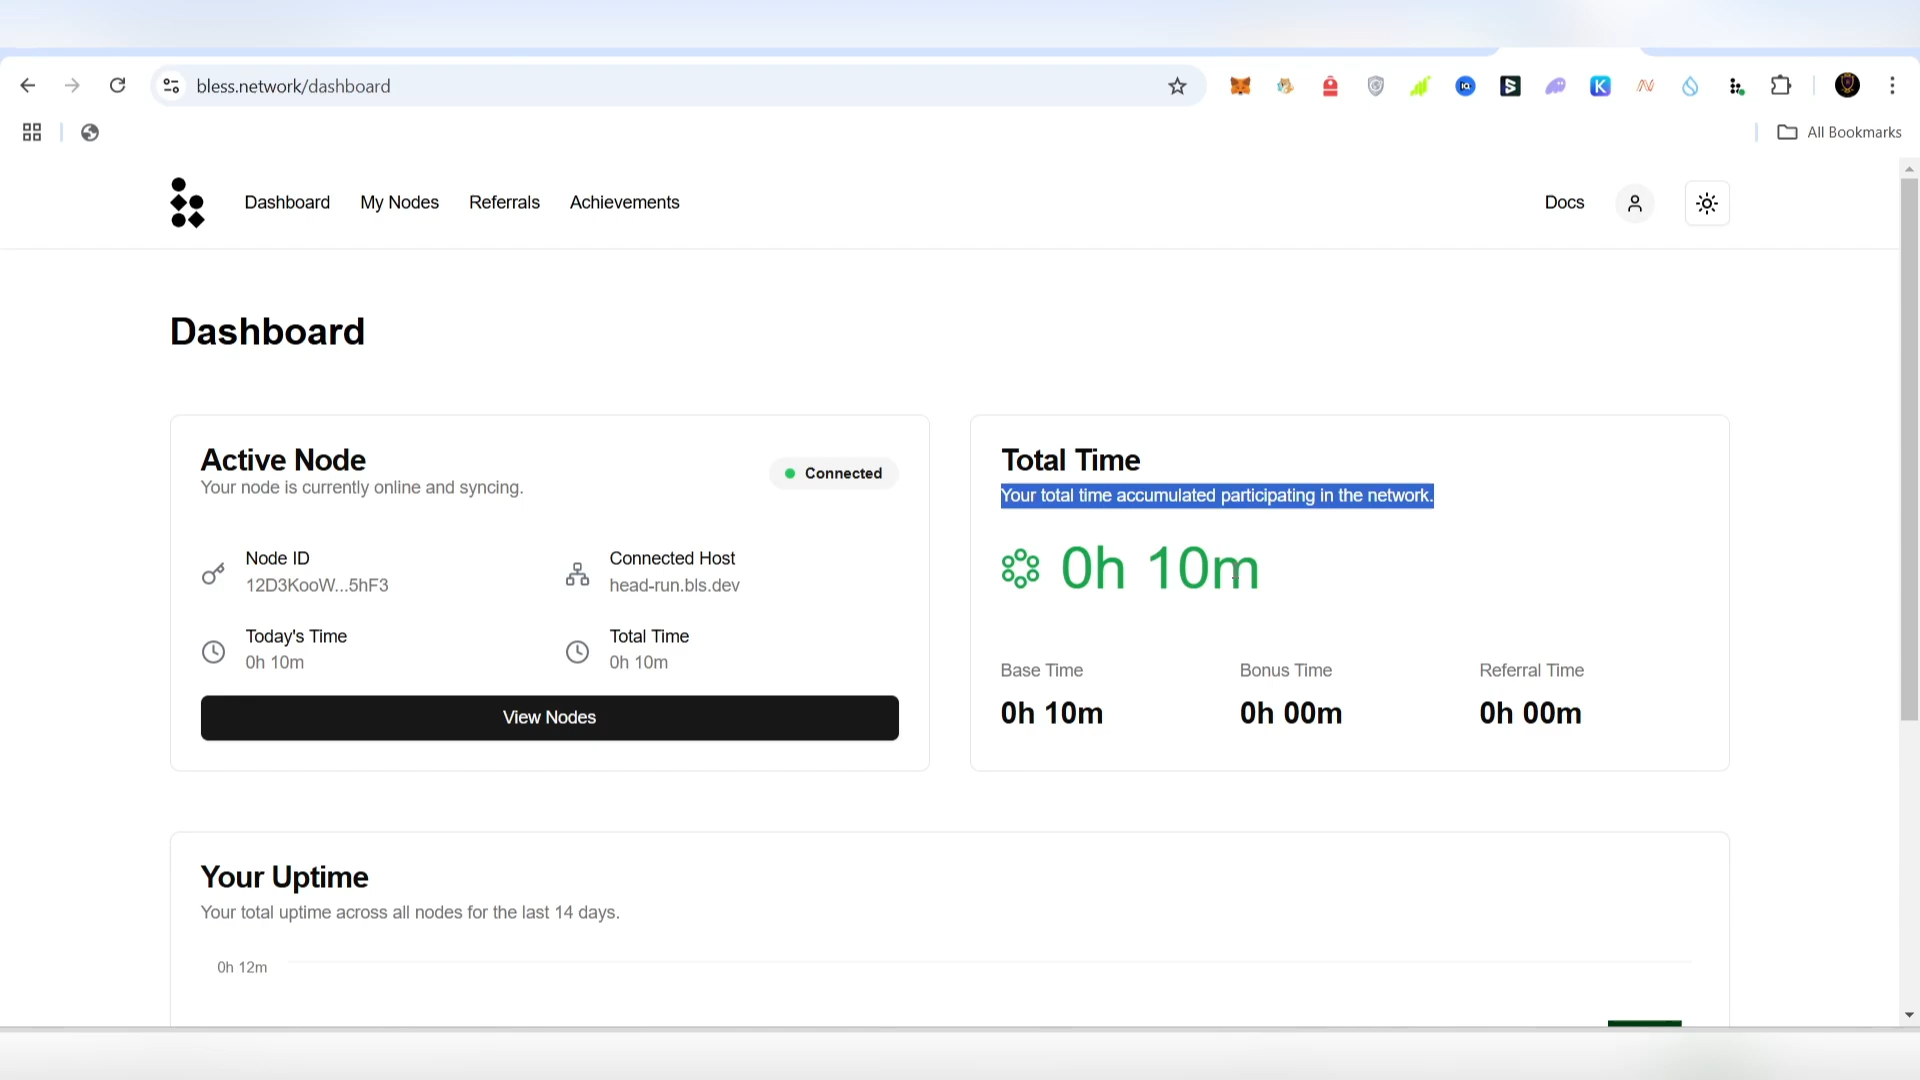 bless.network/dashboard
All Bookmarks
Dashboard My Nodes Referrals Achievements Docs
Dashboard
Active Node
Your node is currently online and syncing.
Connected
Node ID
12D3KooW...5hF3
Connected Host
head-run.bls.dev
Today's Time
0h 10m
Total Time
0h 10m
View Nodes
Total Time
Your total time accumulated participating in the network.
0h 10m
Base Time
0h 10m
Bonus Time
0h 00m
Referral Time
0h 00m
Your Uptime
Your total uptime across all nodes for the last 14 days.
0h 12m